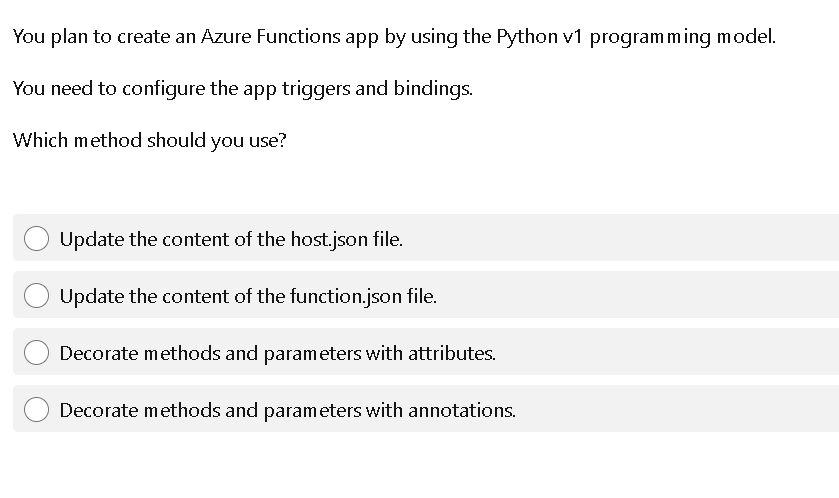 You plan to create an Azure Functions app by using the Python v1 programming model.
You need to configure the app triggers and bindings.
Which method should you use?
Update the content of the host.json file.
Update the content of the function.json file.
Decorate methods and parameters with attributes.
Decorate methods and parameters with annotations.